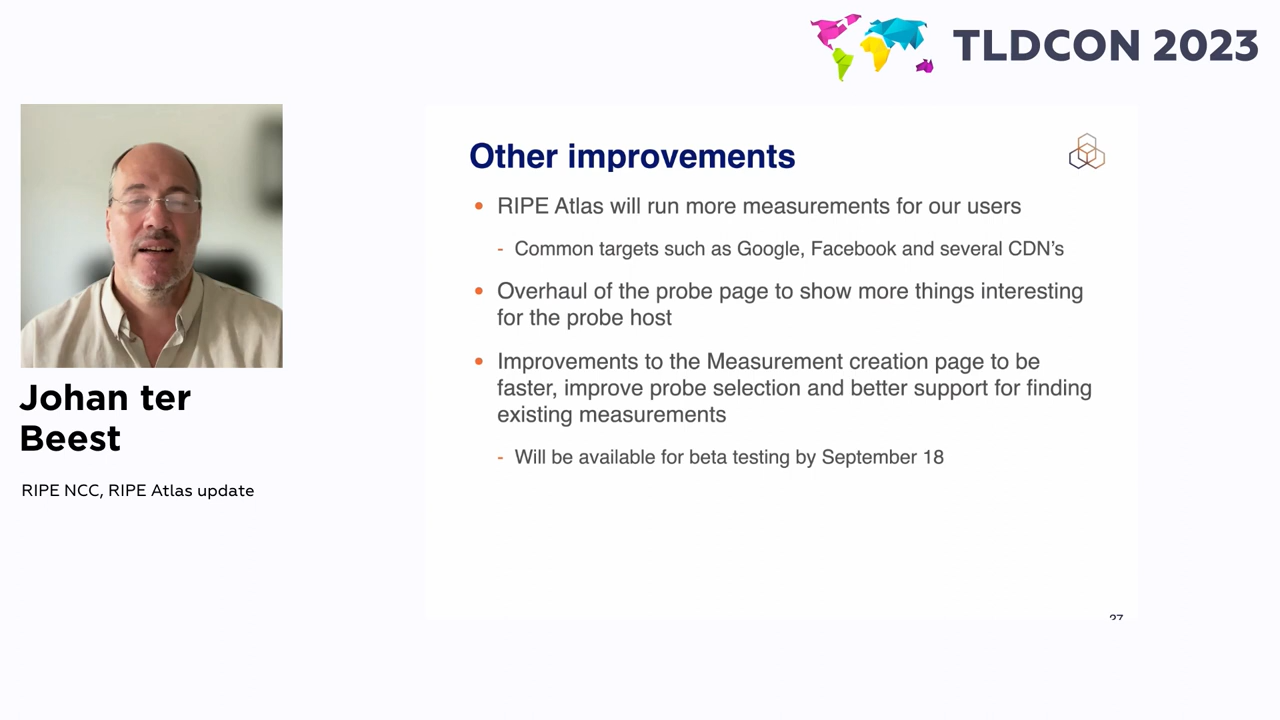 TLDCON 2023
Johan ter
Beest
RIPE NCC, RIPE Atlas update
Other improvements
• RIPE Atlas will run more measurements for our users
- Common targets such as Google, Facebook and several CDN's
• Overhaul of the probe page to show more things interesting
for the probe host
• Improvements to the Measurement creation page to be
faster, improve probe selection and better support for finding
existing measurements
- Will be available for beta testing by September 18
27